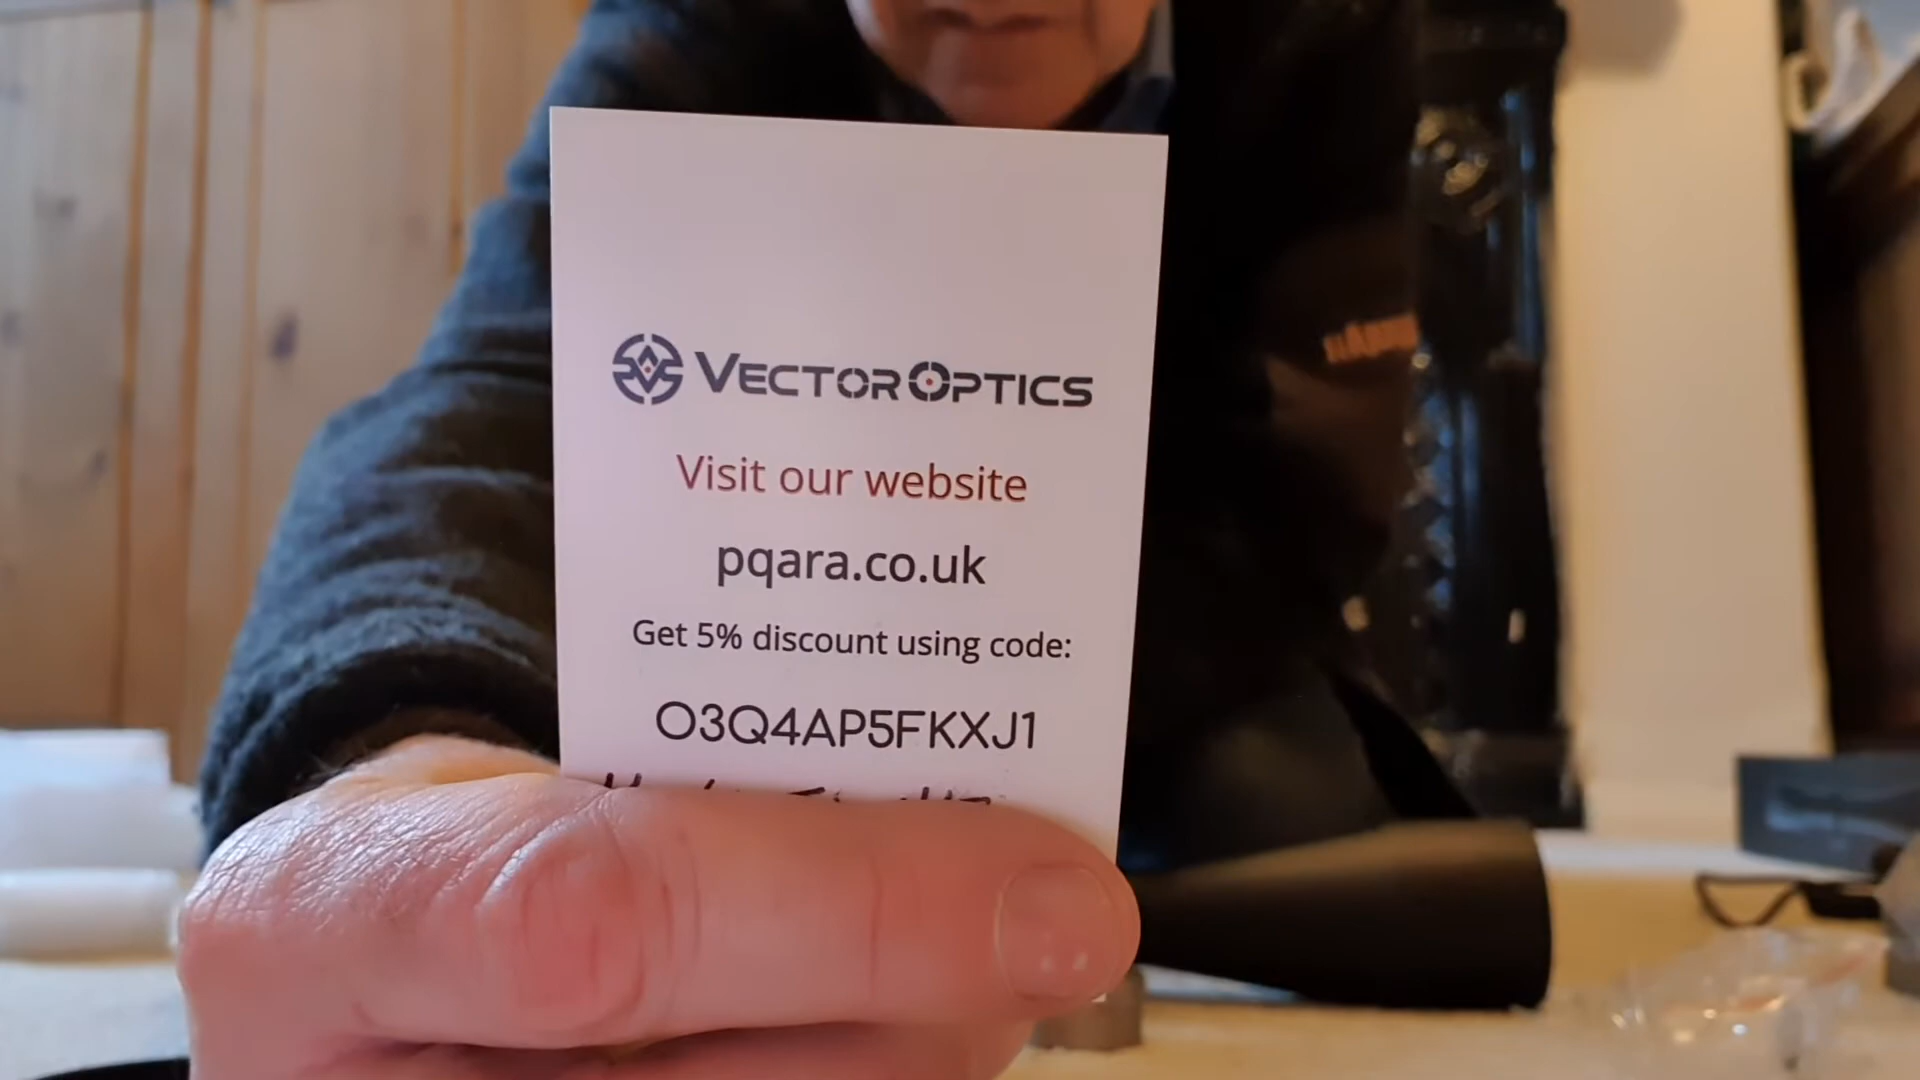 VECTOR OPTICS
Visit our website
pqara.co.uk
Get 5% discount using code:
O3Q4AP5FKXJ1